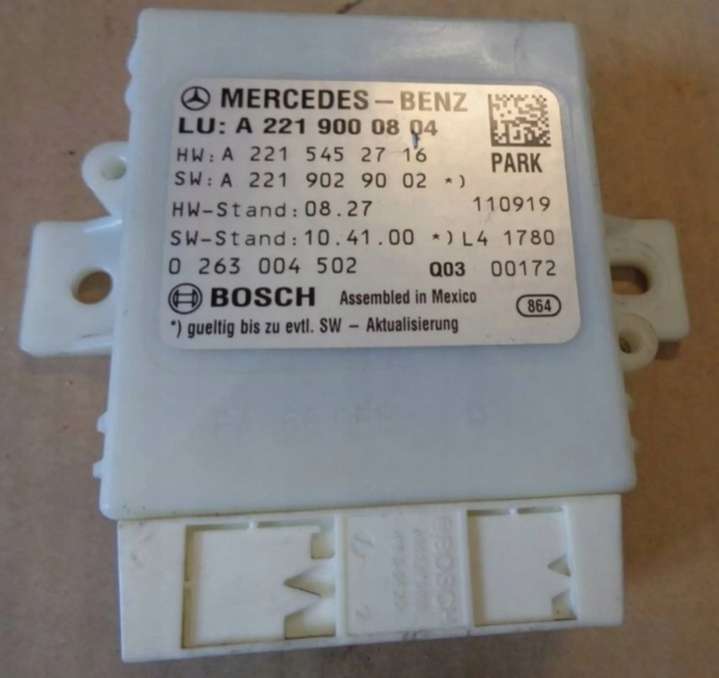 MERCEDES-BENZ
LU: A 221 900 08 04
HW: A 221 545 27 16
PARK
SW: A 221 902 90 02 *)
HW-Stand: 08.27 110919
SW-Stand: 10.41.00 *) L4 1780
0 263 004 502 Q03 00172
BOSCH Assembled in Mexico 864
*) gueltig bis zu evtl. SW - Aktualisierung
BOSCH